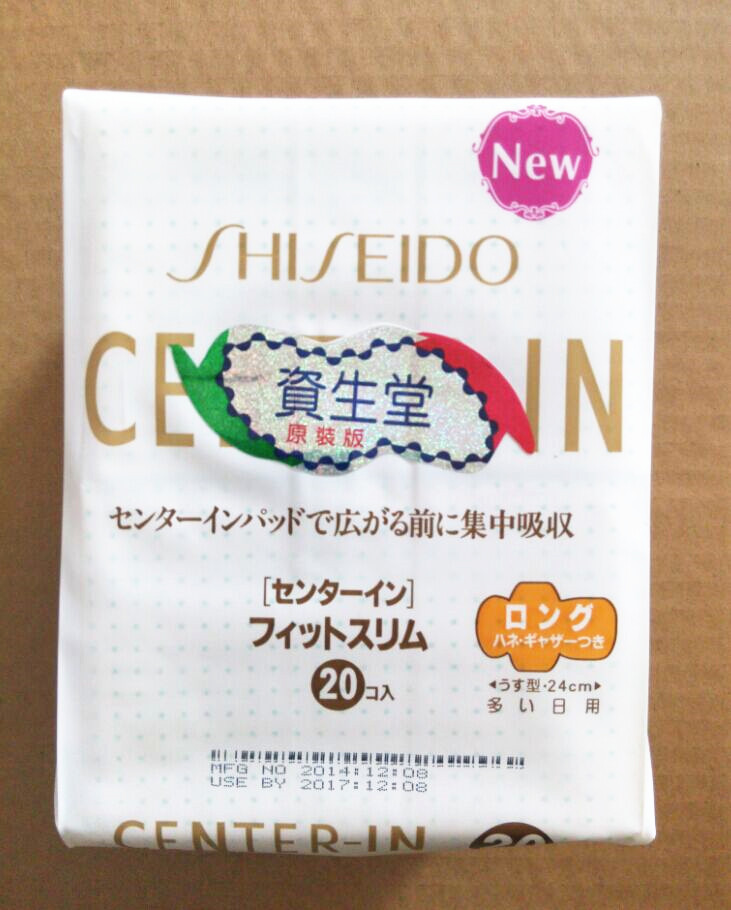 New
SHISEIDO
CE
IN
資生堂
原裝版
センターインパッドで広がる前に集中吸収
[センターイン]
フィットスリム
20コ入
ロング
ハネ・ギャザーつき
◀うす型・24cm▶
多い日用
MFG NO 2014:12:08
USE BY 2017:12:08
CENTER-IN
20